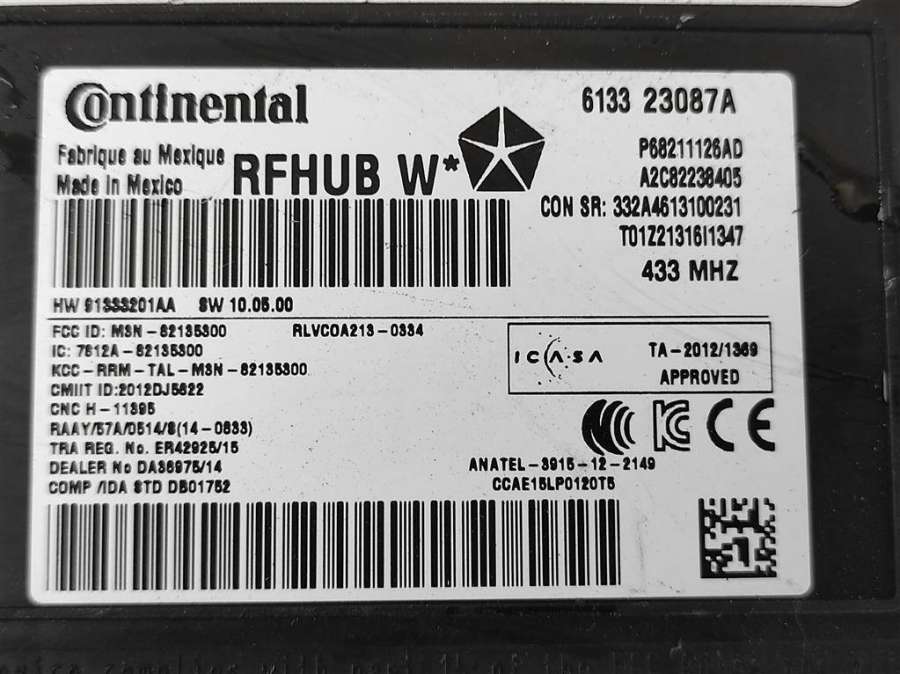 Continental
6133 23087A
Fabrique au Mexique
Made in Mexico
RFHUB W*
P68211126AD
A2C82238405
CON SR: 332A4613100231
T01Z21316I1347
433 MHZ
HW 91333201AA SW 10.05.00
FCC ID: M3N-82135300 RLVCOA213-0334
IC: 7812A-82135300
KCC-RRM-TAL-M3N-82135300
CMIIT ID:2012DJ5622
CNC H-11395
RAAY/57A/0514/S(14-0633)
TRA REG. No. ER42925/15
DEALER No DA36975/14
COMP /IDA STD DB01752
ICASA
TA-2012/1369
APPROVED
CE
ANATEL-3915-12-2149
CCAE15LP0120T5
1